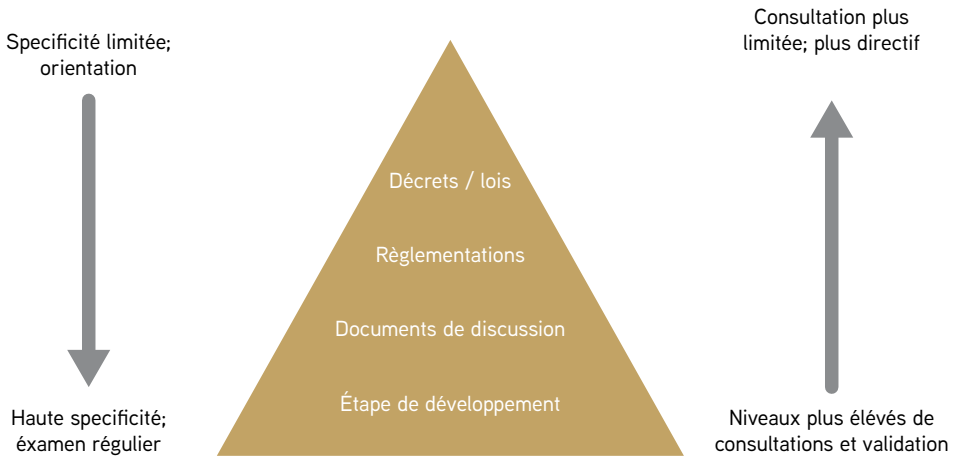 Specificité limitée;
orientation
Consultation plus
limitée; plus directif
Décrets / lois
Règlementations
Documents de discussion
Étape de développement
Haute specificité;
éxamen régulier
Niveaux plus élévés de
consultations et validation